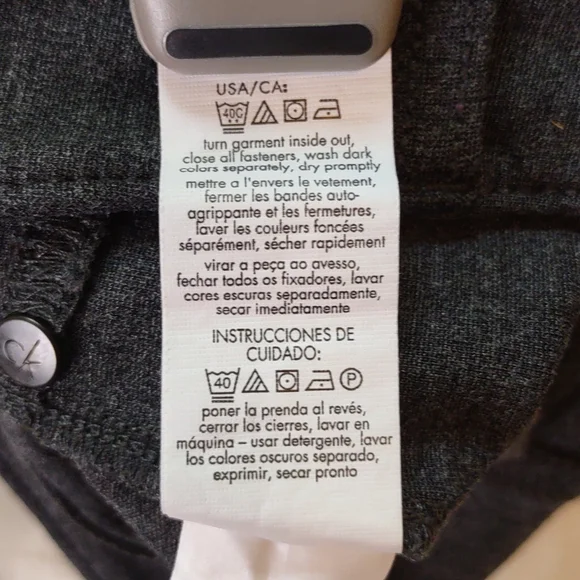 USA/CA:
40C
turn garment inside out,
close all fasteners, wash dark
colors separately, dry promptly
mettre a l'envers le vetement,
fermer les bandes auto-
agrippante et les fermetures,
laver les couleurs foncées
séparément, sécher rapidement
virar a peça ao avesso,
fechar todos os fixadores, lavar
cores escuras separadamente,
secar imediatamente
INSTRUCCIONES DE
CUIDADO:
40 P
poner la prenda al revés,
cerrar los cierres, lavar en
máquina – usar detergente, lavar
los colores oscuros separado,
exprimir, secar pronto
CK